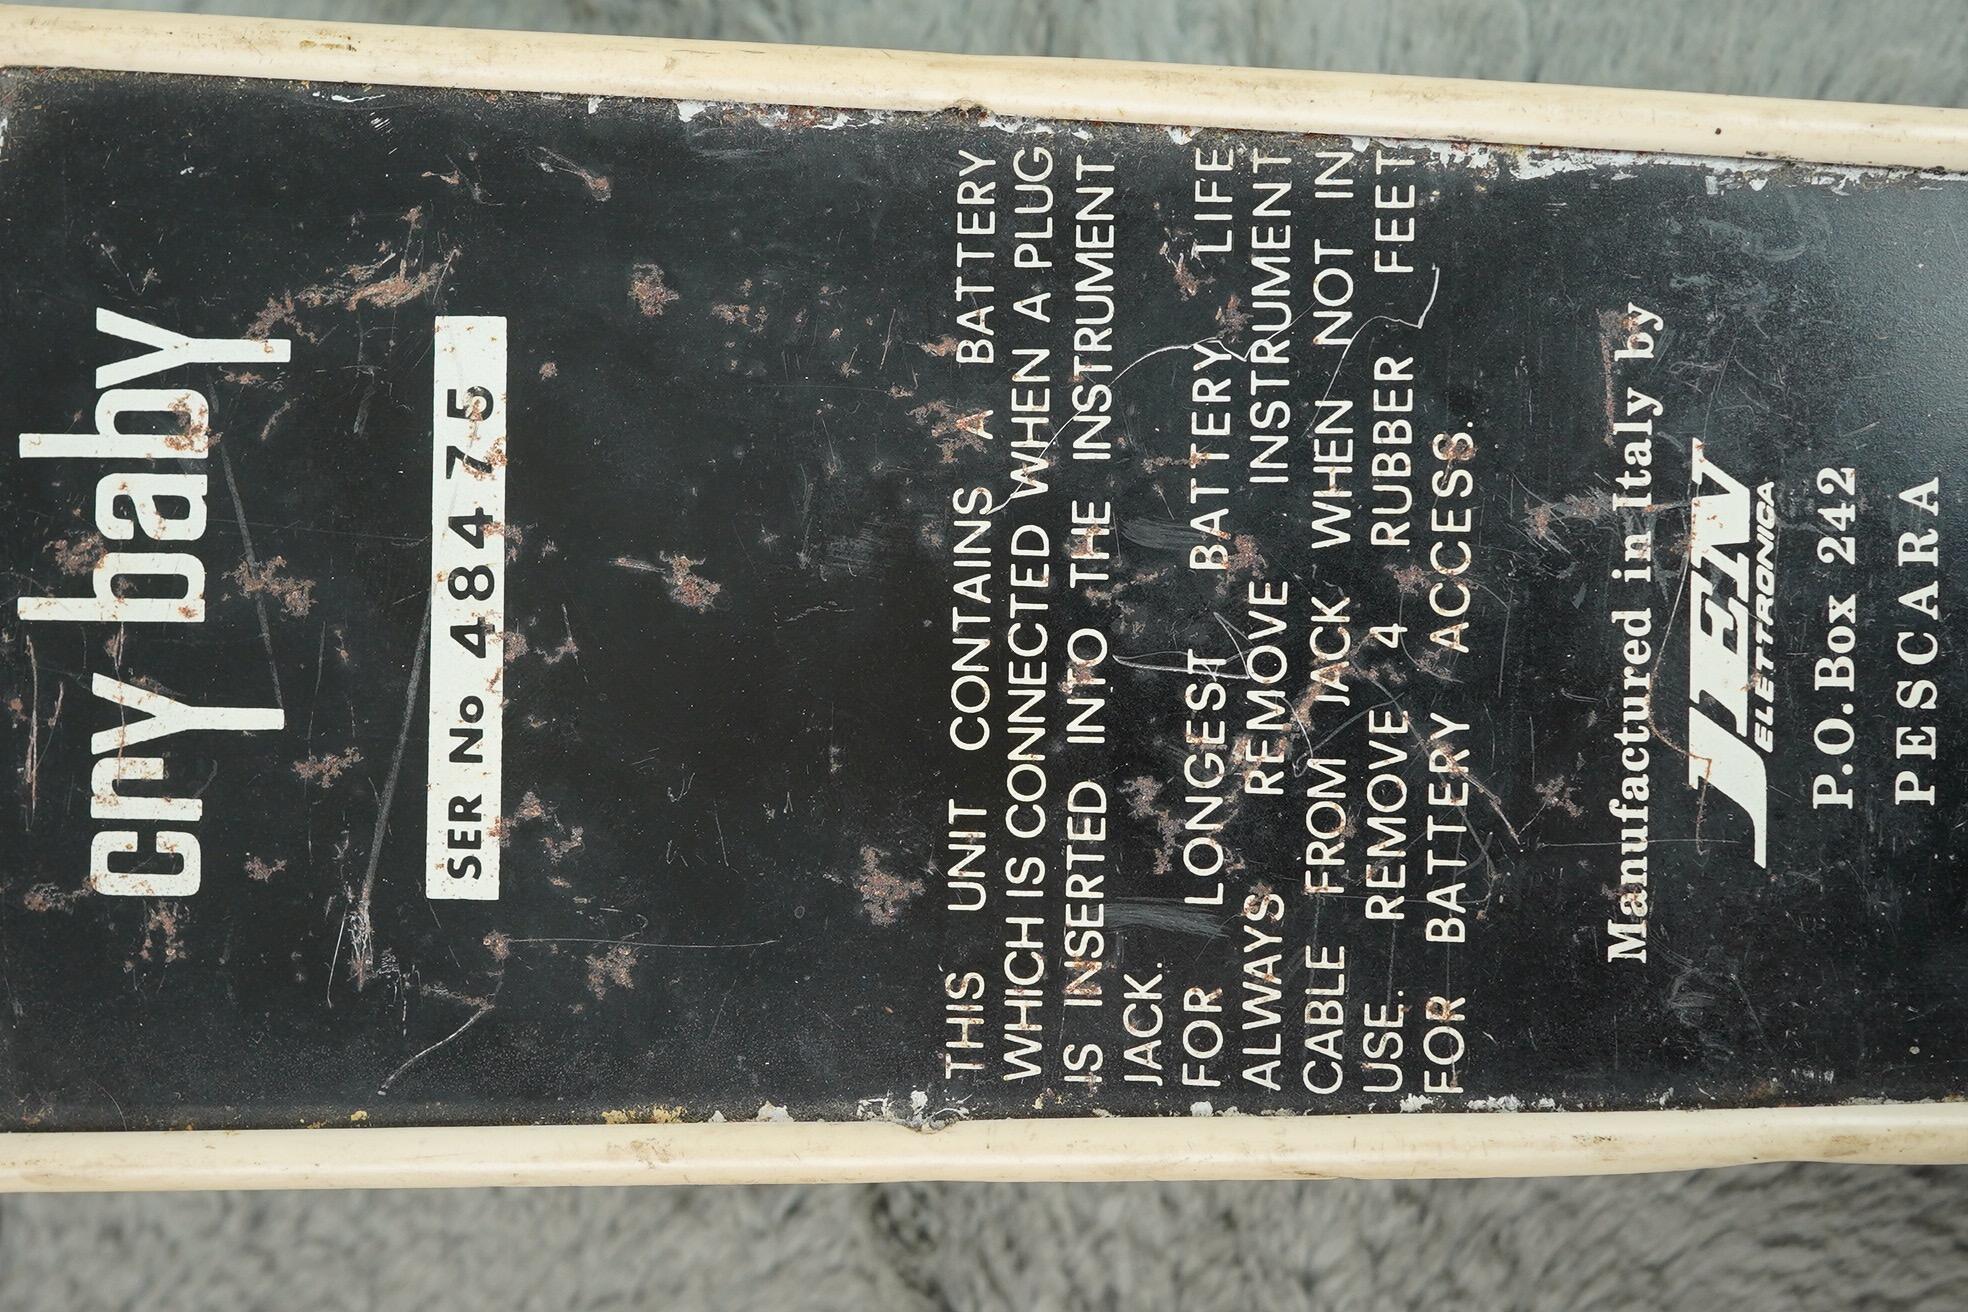 cry baby
SER No 484 75
THIS UNIT CONTAINS A BATTERY
WHICH IS CONNECTED WHEN A PLUG
IS INSERTED INTO THE INSTRUMENT
JACK.
FOR LONGEST BATTERY LIFE
ALWAYS REMOVE INSTRUMENT
CABLE FROM JACK WHEN NOT IN
USE. REMOVE 4 RUBBER FEET
FOR BATTERY ACCESS.
Manufactured in Italy by
JEN
ELETTRONICA
P.O. Box 242
PESCARA